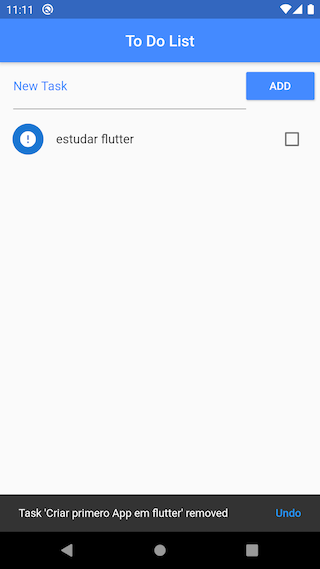 11:11
To Do List
New Task
ADD
estudar flutter
Task 'Criar primero App em flutter' removed
Undo